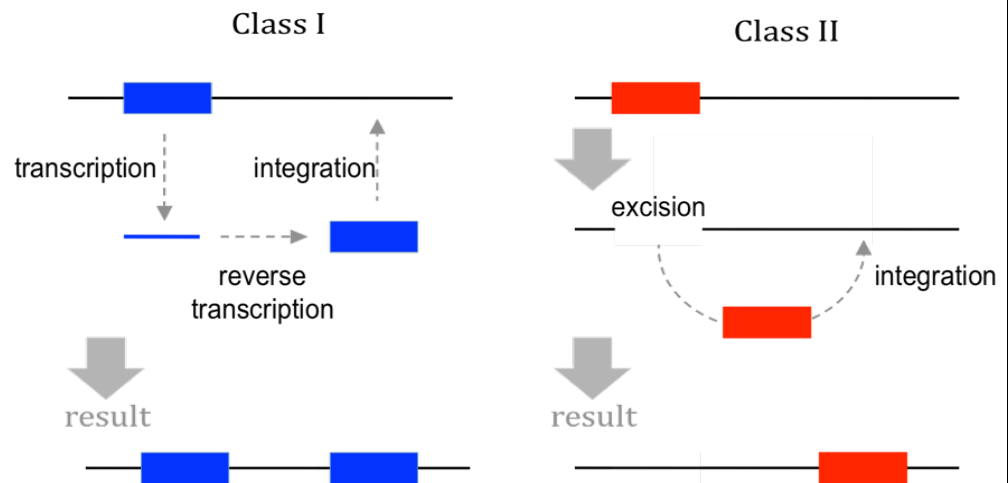 Class I
transcription
integration
reverse
transcription
result
Class II
excision
integration
result